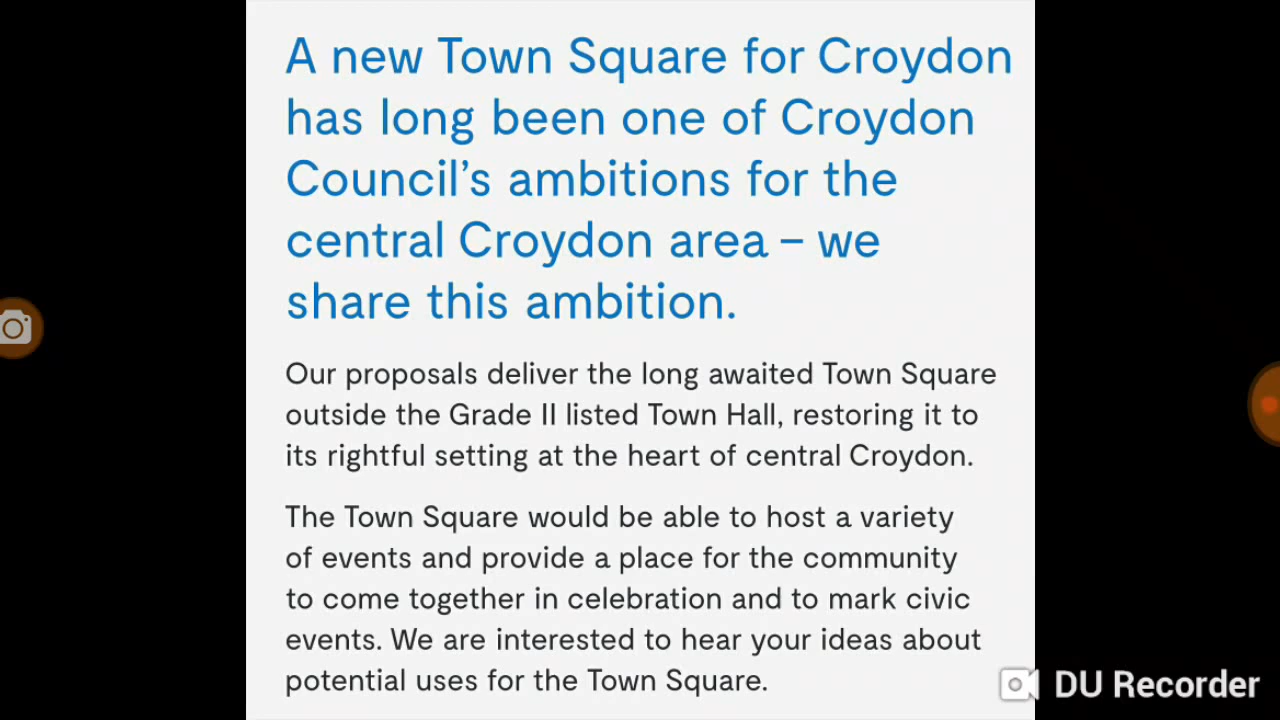 A new Town Square for Croydon
has long been one of Croydon
Council’s ambitions for the
central Croydon area – we
share this ambition.
Our proposals deliver the long awaited Town Square
outside the Grade II listed Town Hall, restoring it to
its rightful setting at the heart of central Croydon.
The Town Square would be able to host a variety
of events and provide a place for the community
to come together in celebration and to mark civic
events. We are interested to hear your ideas about
potential uses for the Town Square.
DU Recorder